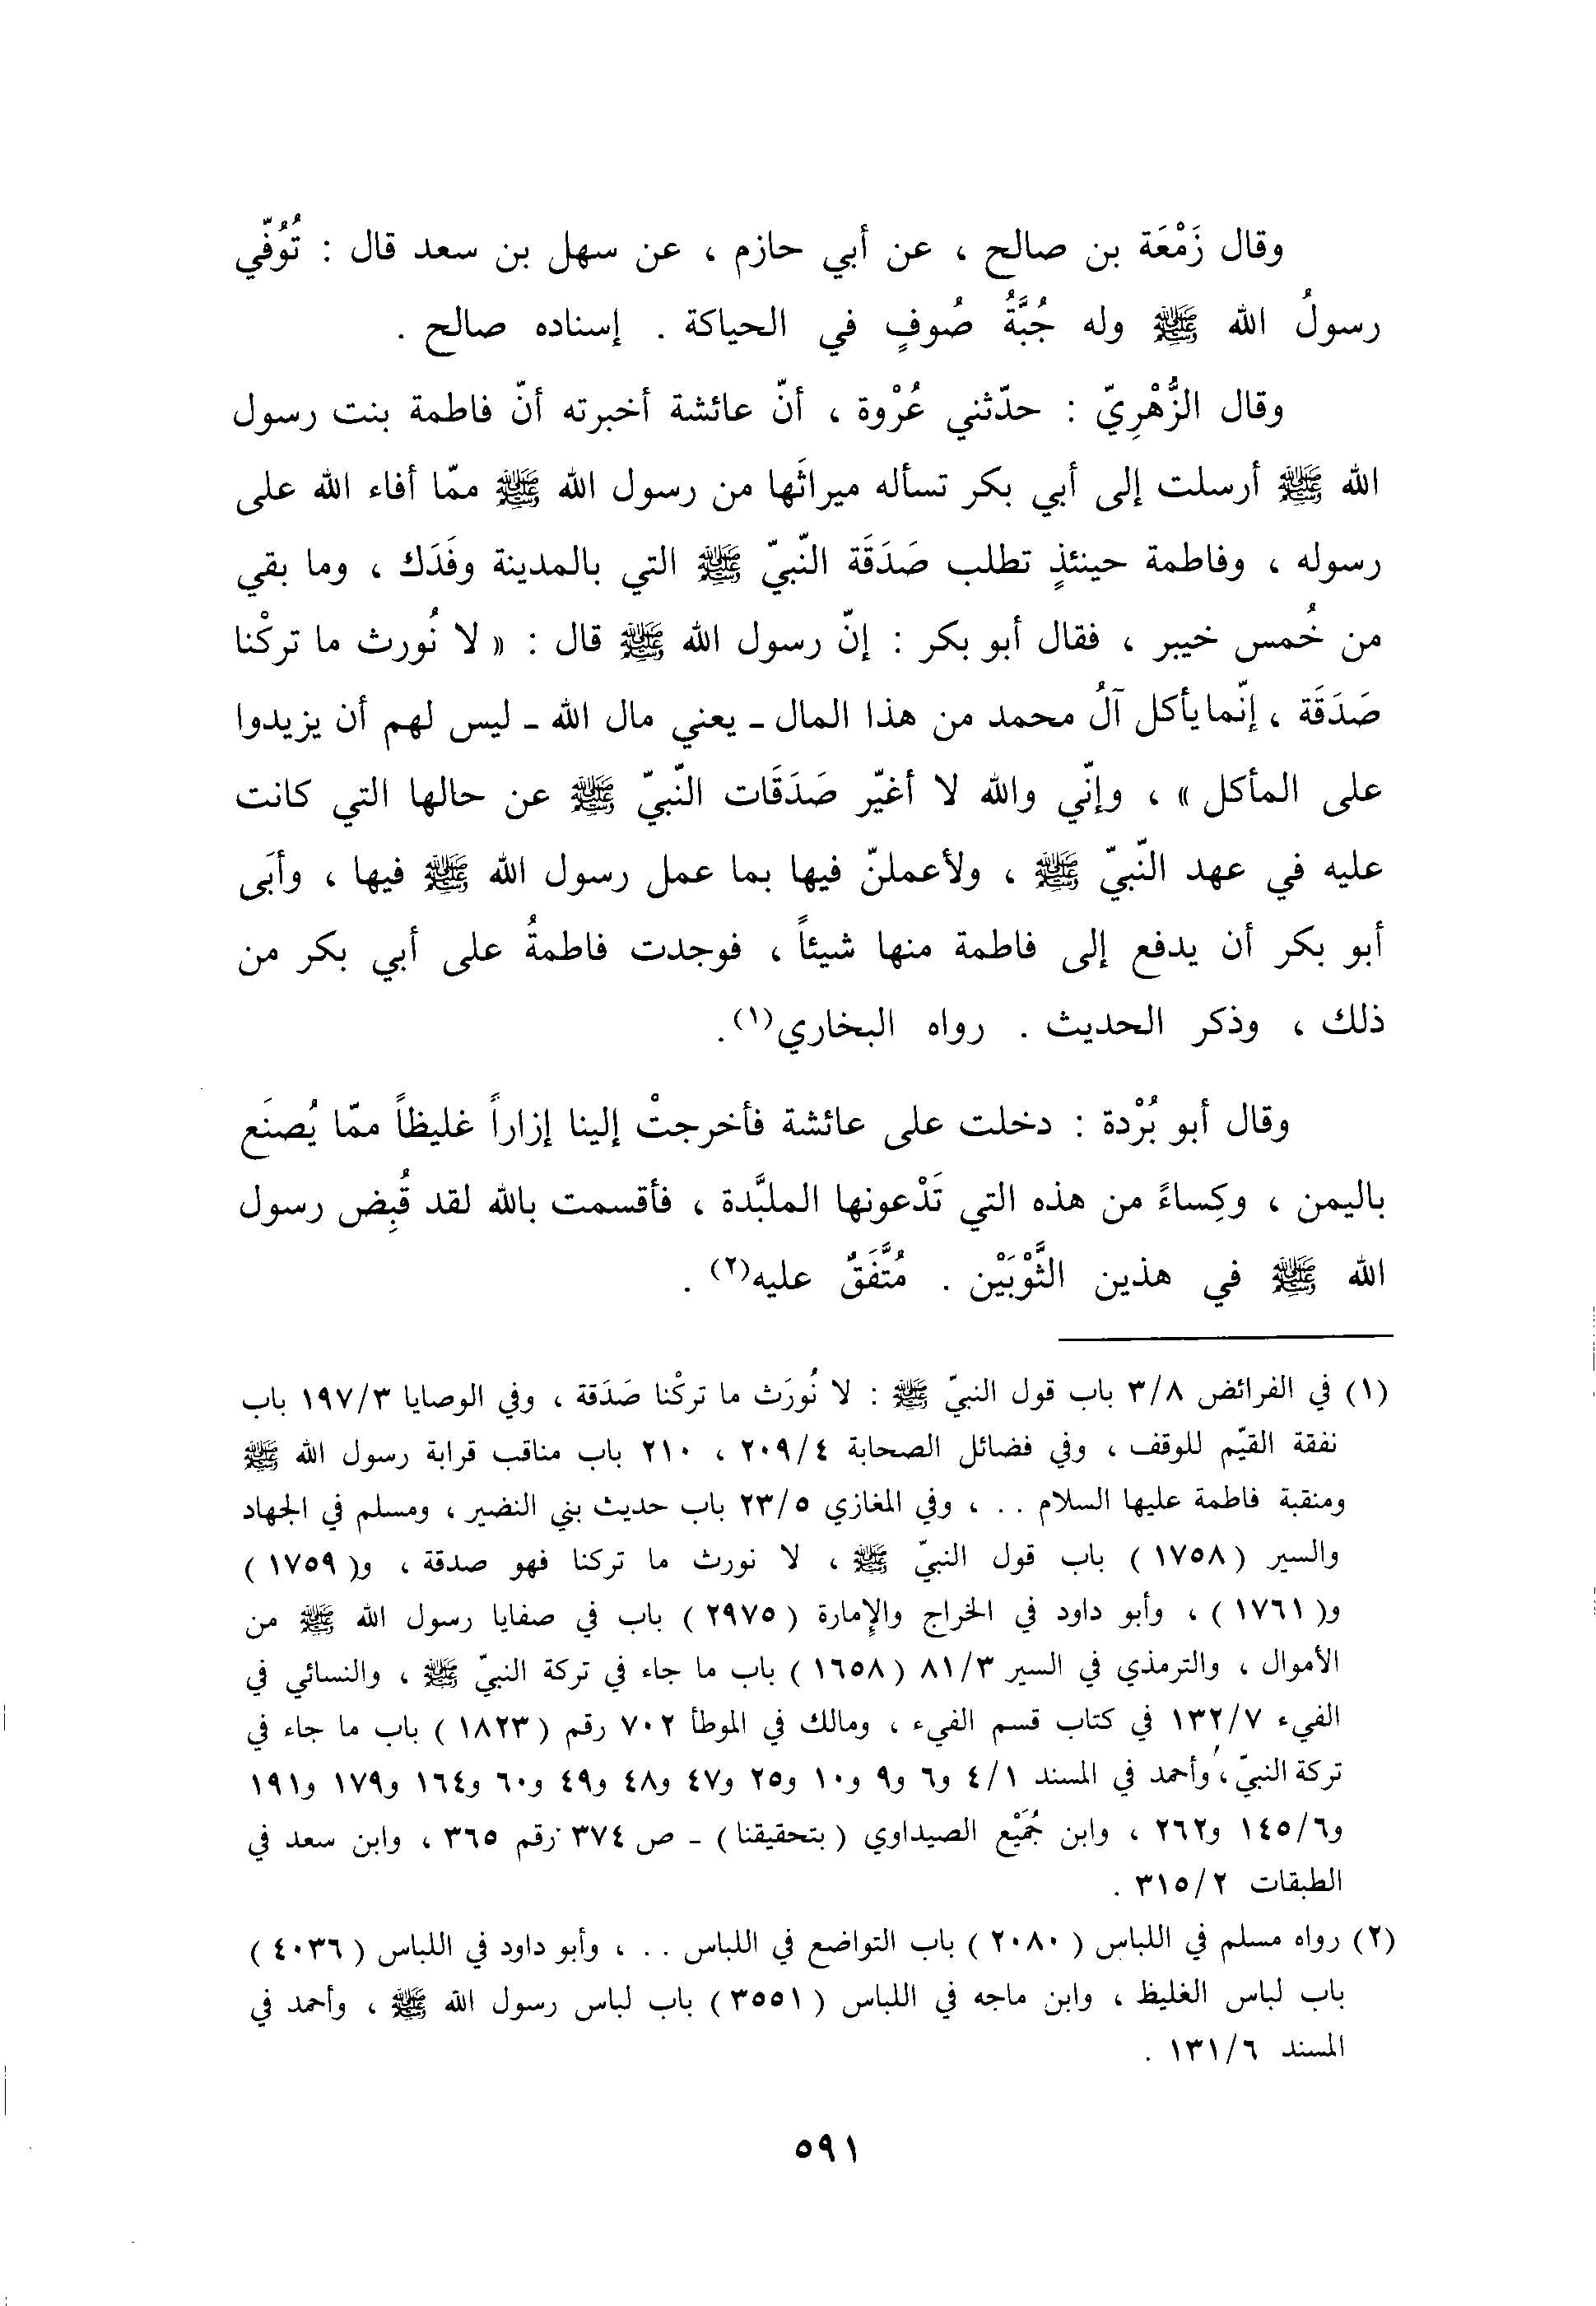 وقال زَمْعَة بن صالح ، عن أبي حازم ، عن سهل بن سعد قال : تُوُفّي
رسولُ الله ﷺ وله جُبَّةُ صُوفٍ في الحياكة . إسناده صالح .
وقال الزُّهْرِيّ : حدّثني عُرْوة ، أنّ عائشة أخبرته أنّ فاطمة بنت رسول
الله ﷺ أرسلت إلى أبي بكر تسأله ميراثَها من رسول الله ﷺ ممّا أفاء الله على
رسوله ، وفاطمة حينئذٍ تطلب صَدَقَة النّبيّ ﷺ التي بالمدينة وفَدَك ، وما بقي
من خُمس خيبر ، فقال أبو بكر : إنّ رسول الله ﷺ قال : « لا نُورث ما تركْنا
صَدَقَة ، إنّما يأكل آلُ محمد من هذا المال ـ يعني مال الله ـ ليس لهم أن يزيدوا
على المأكل » ، وإنّي والله لا أغيّر صَدَقَات النّبيّ ﷺ عن حالها التي كانت
عليه في عهد النّبيّ ﷺ ، ولأعملنّ فيها بما عمل رسول الله ﷺ فيها ، وأبَى
أبو بكر أن يدفع إلى فاطمة منها شيئاً ، فوجدت فاطمةُ على أبي بكر من
ذلك ، وذكر الحديث . رواه البخاري(١).
وقال أبو بُرْدة : دخلت على عائشة فأخرجتْ إلينا إزاراً غليظاً ممّا يُصنَع
باليمن ، وكِساءً من هذه التي تَدْعونها الملبَّدة ، فأقسمت بالله لقد قُبِض رسول
الله ﷺ في هذين الثَّوْبَيْن . مُتَّفَقٌ عليه(٢) .
(١) في الفرائض ٣/٨ باب قول النبيّ ﷺ : لا نُورَث ما تركْنا صَدَقة ، وفي الوصايا ١٩٧/٣ باب
نفقة القيّم للوقف ، وفي فضائل الصحابة ٢٠٩/٤ ، ٢١٠ باب مناقب قرابة رسول الله ﷺ
ومنقبة فاطمة عليها السلام . . ، وفي المغازي ٢٣/٥ باب حديث بني النضير ، ومسلم في الجهاد
والسير ( ١٧٥٨ ) باب قول النبيّ ﷺ ، لا نورث ما تركنا فهو صدقة ، و( ١٧٥٩ )
و( ١٧٦١ ) ، وأبو داود في الخراج والإمارة ( ٢٩٧٥ ) باب في صفايا رسول الله ﷺ من
الأموال ، والترمذي في السير ٨١/٣ ( ١٦٥٨ ) باب ما جاء في تركة النبيّ ﷺ ، والنسائي في
الفيء ١٣٢/٧ في كتاب قسم الفيء ، ومالك في الموطأ ٧٠٢ رقم ( ١٨٢٣ ) باب ما جاء في
تركة النبيّ ، وأحمد في المسند ٤/١ و٦ و٩ و١٠ و٢٥ و٤٧ و٤٨ و٤٩ و٦٠ و١٦٤ و١٧٩ و١٩١
و١٤٥/٦ و٢٦٢ ، وابن جُمَيْع الصيداوي ( بتحقيقنا ) ـ ص ٣٧٤ رقم ٣٦٥ ، وابن سعد في
الطبقات ٣١٥/٢ .
(٢) رواه مسلم في اللباس ( ٢٠٨٠ ) باب التواضع في اللباس . . ، وأبو داود في اللباس ( ٤٠٣٦ )
باب لباس الغليظ ، وابن ماجه في اللباس ( ٣٥٥١ ) باب لباس رسول الله ﷺ ، وأحمد في
المسند ١٣١/٦ .
٥٩١